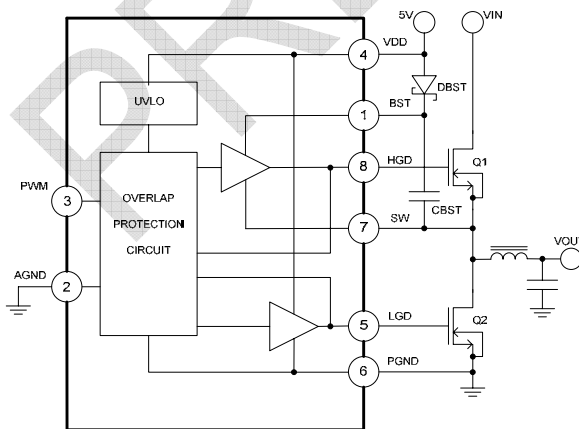 5V
VIN
4
VDD
DBST
UVLO
1
BST
8
HGD
Q1
PWM
3
OVERLAP
PROTECTION
CIRCUIT
CBST
7
SW
VOUT
AGND
2
5
LGD
Q2
6
PGND